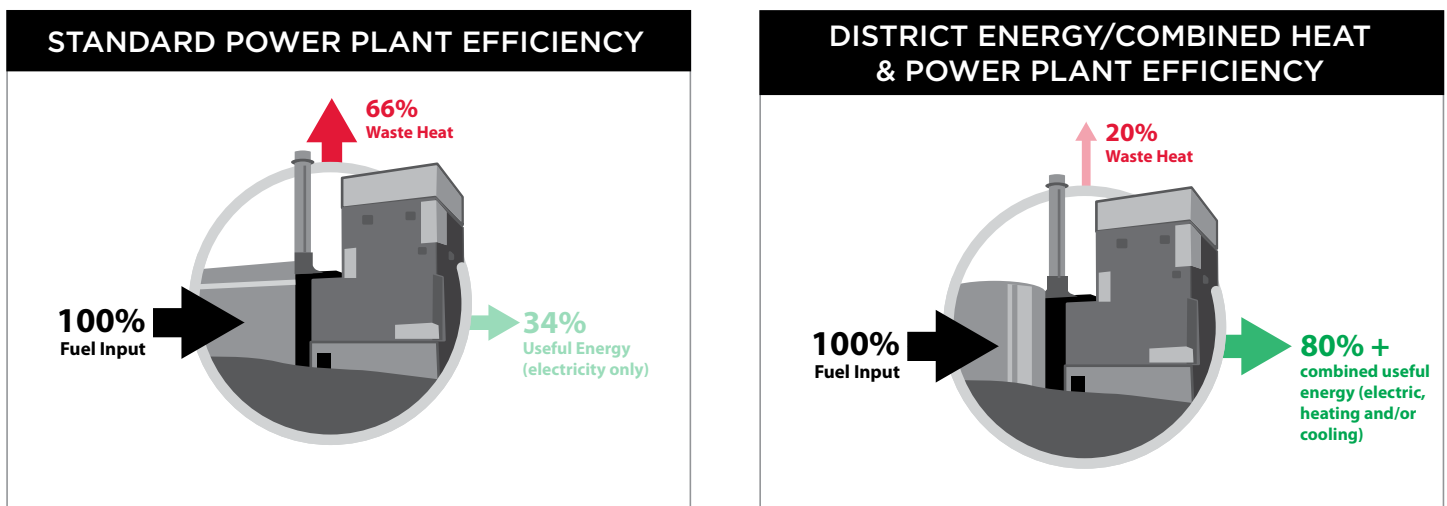 STANDARD POWER PLANT EFFICIENCY
66%
Waste Heat
100%
Fuel Input
34%
Useful Energy
(electricity only)
DISTRICT ENERGY/COMBINED HEAT
& POWER PLANT EFFICIENCY
20%
Waste Heat
100%
Fuel Input
80% +
combined useful
energy (electric,
heating and/or
cooling)